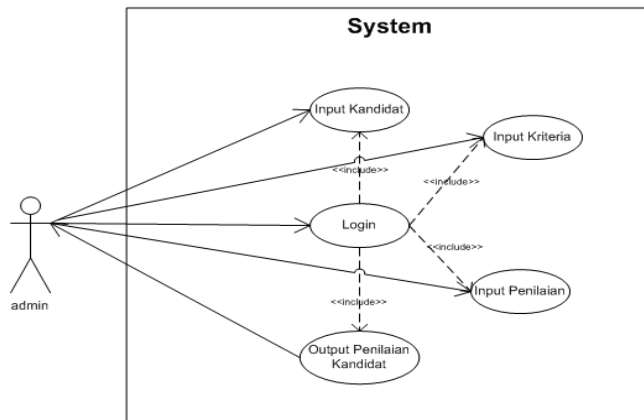 System
Input Kandidat
Input Kriteria
<<include>>
<<include>>
Login
<<include>>
admin
Input Penilaian
<<include>>
Output Penilaian
Kandidat